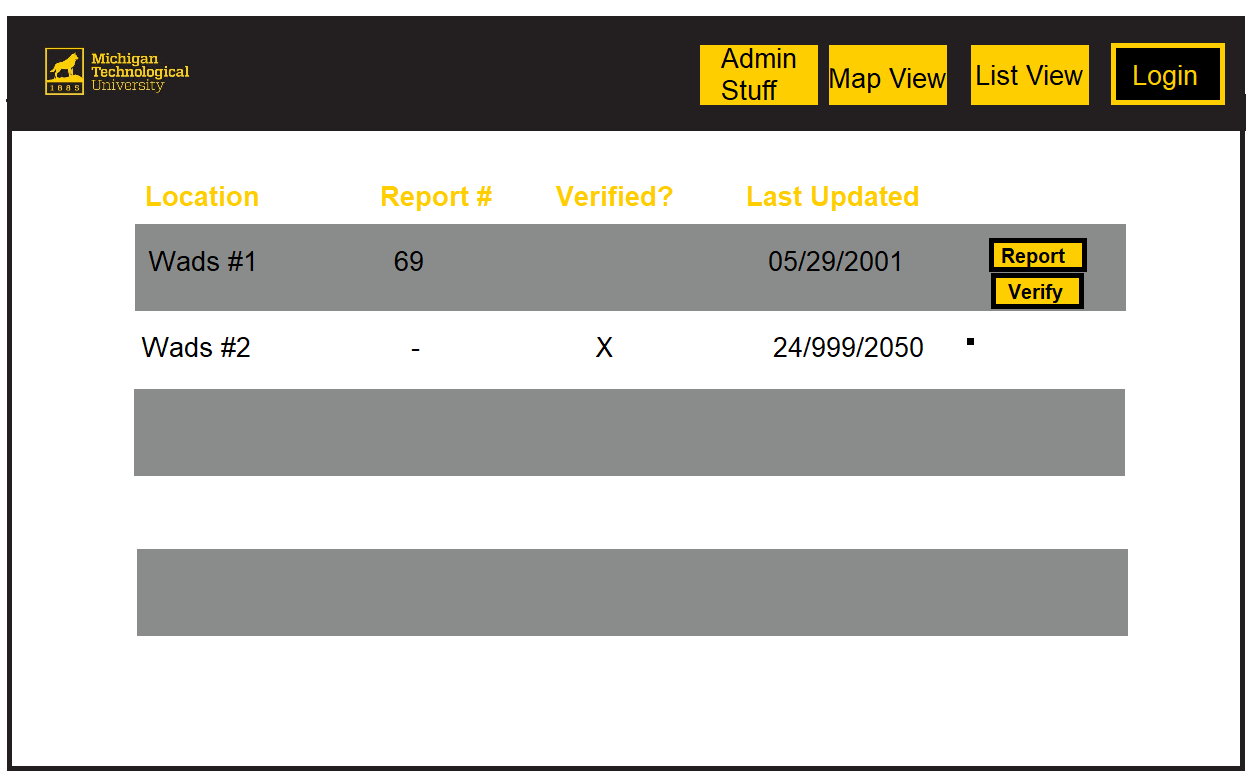 Michigan
Technological
University
1885
Admin
Stuff
Map View
List View
Login
Location Report # Verified? Last Updated
Wads #1 69 05/29/2001 Report
Verify
Wads #2 - X 24/999/2050